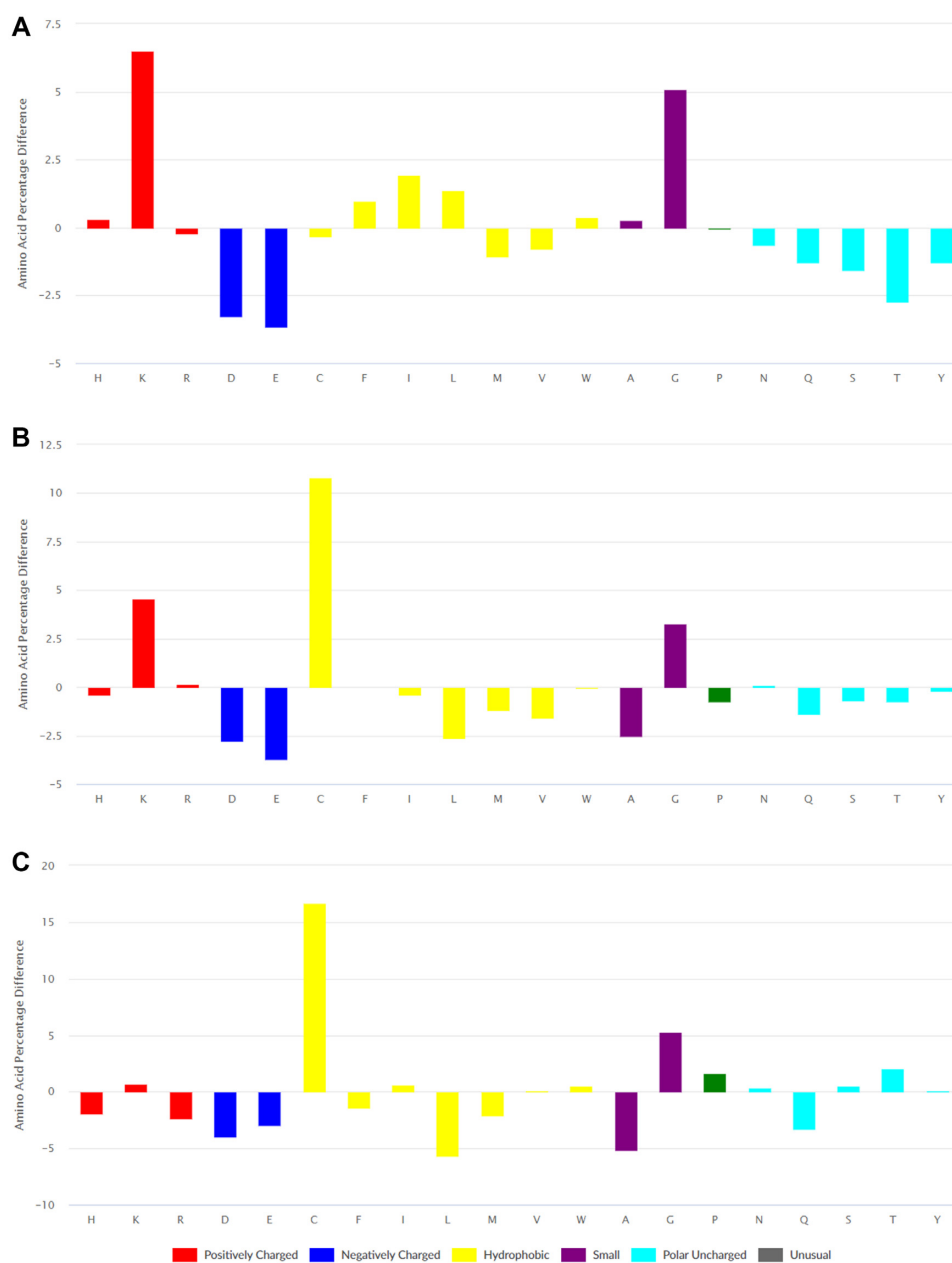 A
Amino Acid Percentage Difference
7.5
5
2.5
0
−2.5
−5
H K R D E C F I L M V W A G P N Q S T Y
B
Amino Acid Percentage Difference
12.5
10
7.5
5
2.5
0
−2.5
−5
H K R D E C F I L M V W A G P N Q S T Y
C
Amino Acid Percentage Difference
20
15
10
5
0
−5
−10
H K R D E C F I L M V W A G P N Q S T Y
Positively Charged Negatively Charged Hydrophobic Small Polar Uncharged Unusual